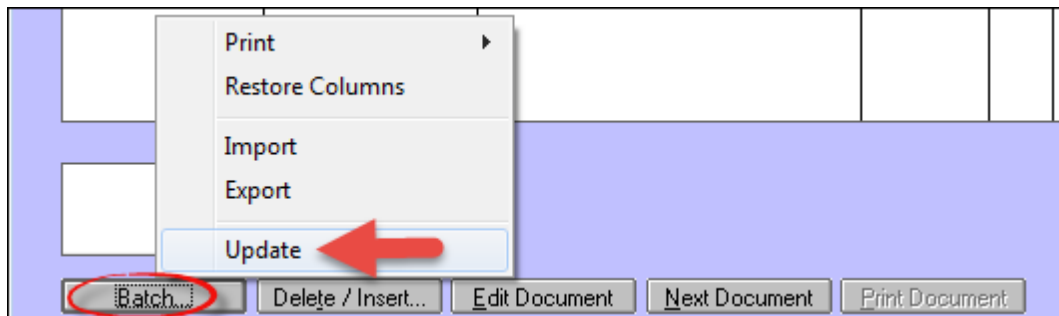 Print
Restore Columns
Import
Export
Update
Batch... Delete / Insert... Edit Document Next Document Print Document